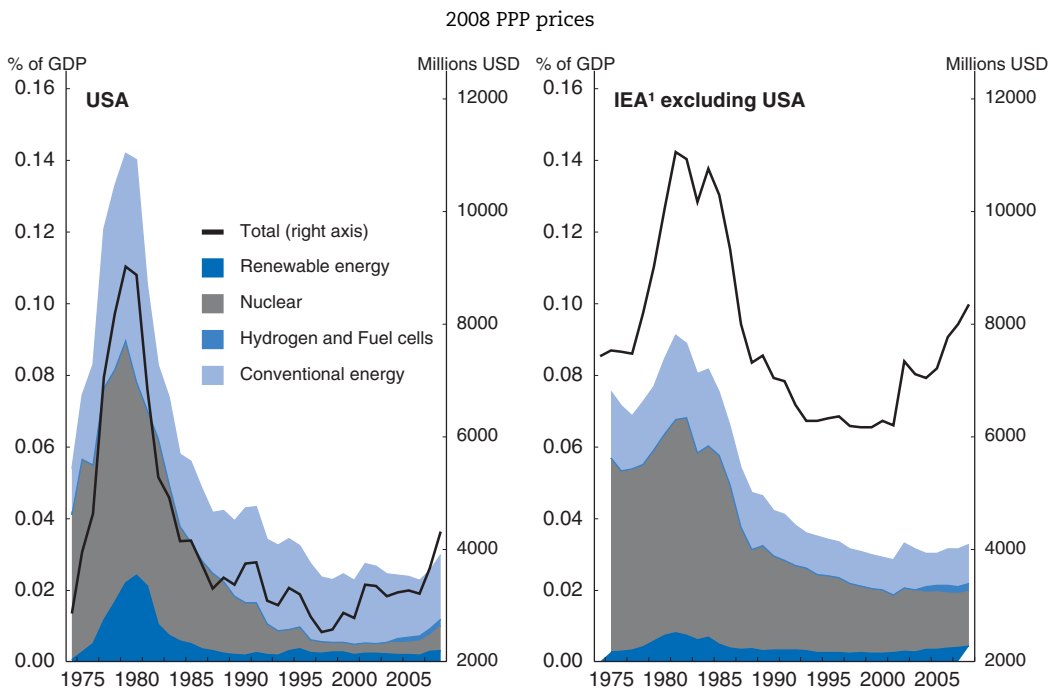 2008 PPP prices
% of GDP
Millions USD
0.16
0.14
0.12
0.10
0.08
0.06
0.04
0.02
0.00
12000
10000
8000
6000
4000
2000
USA
Total (right axis)
Renewable energy
Nuclear
Hydrogen and Fuel cells
Conventional energy
1975 1980 1985 1990 1995 2000 2005
% of GDP
Millions USD
0.16
0.14
0.12
0.10
0.08
0.06
0.04
0.02
0.00
12000
10000
8000
6000
4000
2000
IEA¹ excluding USA
1975 1980 1985 1990 1995 2000 2005